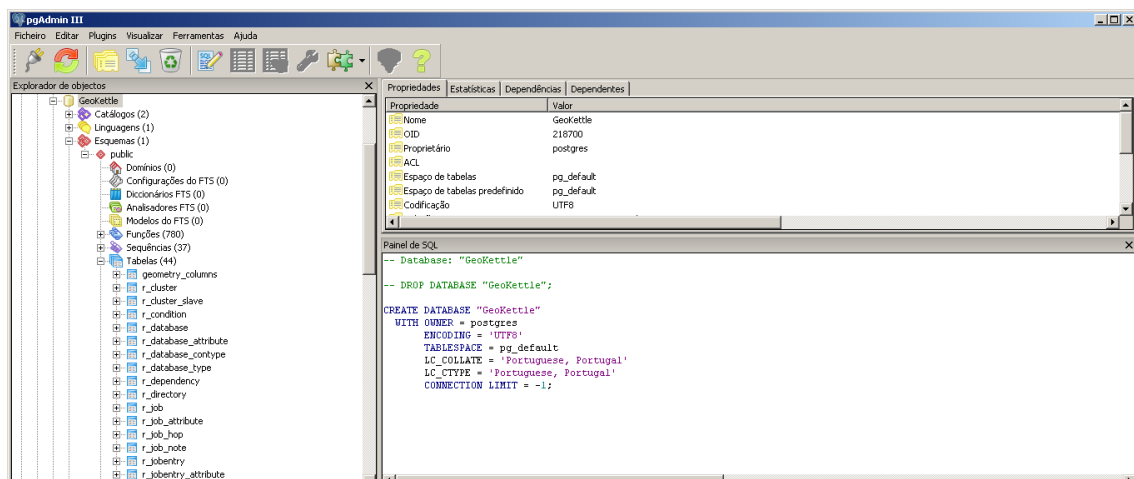 pgAdmin III
Ficheiro Editar Plugins Visualizar Ferramentas Ajuda
Explorador de objectos
GeoKettle
Catálogos (2)
Linguagens (1)
Esquemas (1)
public
Domínios (0)
Configurações do FTS (0)
Diccionários FTS (0)
Analisadores FTS (0)
Modelos do FTS (0)
Funções (780)
Sequências (37)
Tabelas (44)
geometry_columns
r_cluster
r_cluster_slave
r_condition
r_database
r_database_attribute
r_database_contype
r_database_type
r_dependency
r_directory
r_job
r_job_attribute
r_job_hop
r_job_note
r_jobentry
r_jobentry_attribute
Propriedades Estatísticas Dependências Dependentes
Propriedade Valor
Nome GeoKettle
OID 218700
Proprietário postgres
ACL
Espaço de tabelas pg_default
Espaço de tabelas predefinido pg_default
Codificação UTF8
Painel de SQL
-- Database: "GeoKettle"
-- DROP DATABASE "GeoKettle";
CREATE DATABASE "GeoKettle"
WITH OWNER = postgres
ENCODING = 'UTF8'
TABLESPACE = pg_default
LC_COLLATE = 'Portuguese, Portugal'
LC_CTYPE = 'Portuguese, Portugal'
CONNECTION LIMIT = -1;